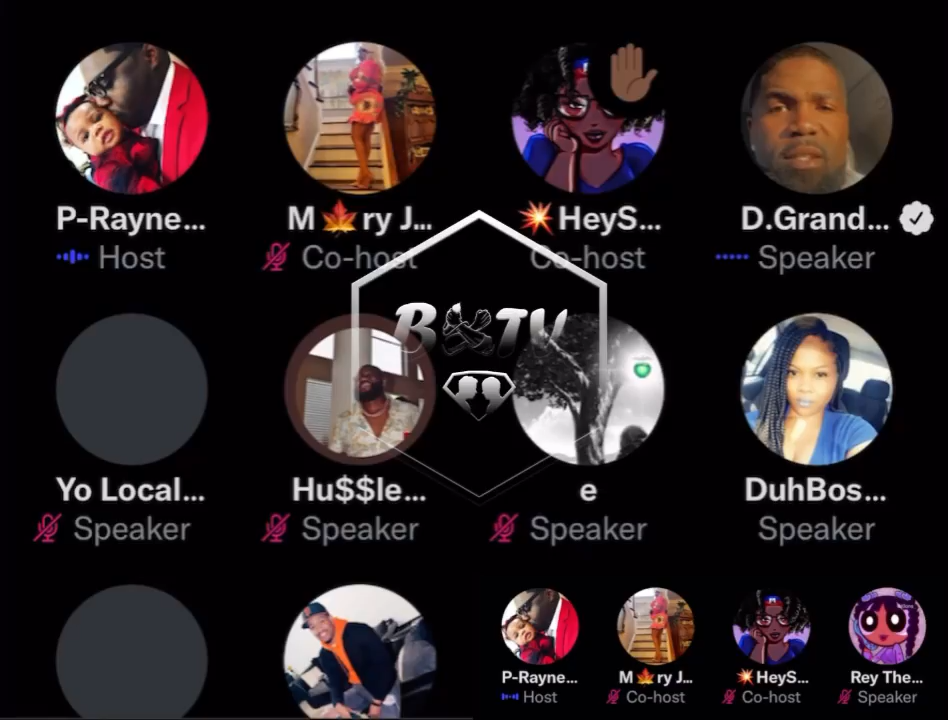 P-Rayne... M🍁ry J... 💥HeyS... D.Grand...
Host Co-host Co-host Speaker
B TV
Yo Local... Hu$$le... e DuhBos...
Speaker Speaker Speaker Speaker
P-Rayne... M🍁ry J... 💥HeyS... Rey The...
Host Co-host Co-host Speaker